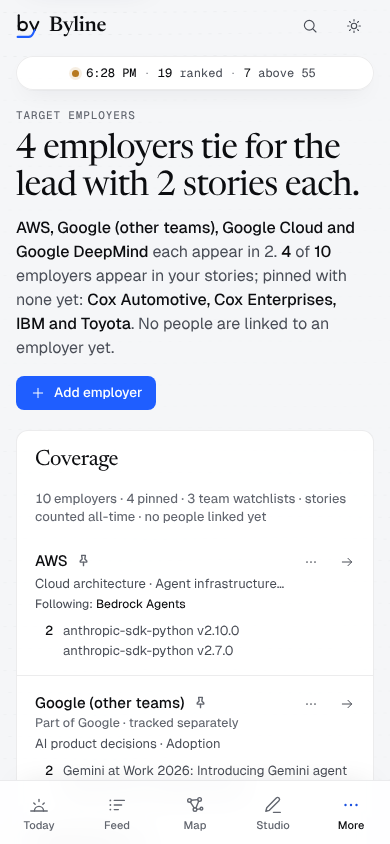 by Byline
6:28 PM · 19 ranked · 7 above 55
TARGET EMPLOYERS
4 employers tie for the
lead with 2 stories each.
AWS, Google (other teams), Google Cloud and
Google DeepMind each appear in 2. 4 of 10
employers appear in your stories; pinned with
none yet: Cox Automotive, Cox Enterprises,
IBM and Toyota. No people are linked to an
employer yet.
+ Add employer
Coverage
10 employers · 4 pinned · 3 team watchlists · stories
counted all-time · no people linked yet
AWS
Cloud architecture · Agent infrastructure…
Following: Bedrock Agents
2 anthropic-sdk-python v2.10.0
anthropic-sdk-python v2.7.0
Google (other teams)
Part of Google · tracked separately
AI product decisions · Adoption
2 Gemini at Work 2026: Introducing Gemini agent
Today Feed Map Studio More